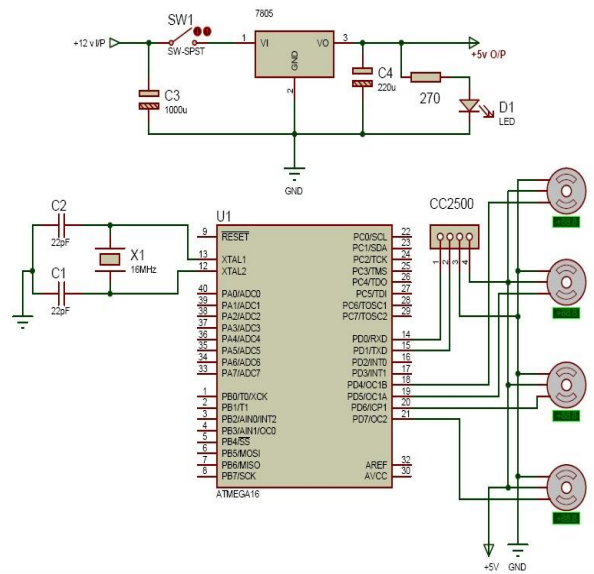 7805
SW1
+12 v I/P
SW-SPST
1
VI
VO
3
+5v O/P
GND
2
C3
1000u
C4
220u
270
D1
LED
GND
C2
22pF
X1
16MHz
C1
22pF
U1
CC2500
1
2
3
4
9 RESET
13 XTAL1
12 XTAL2
40 PA0/ADC0
39 PA1/ADC1
38 PA2/ADC2
37 PA3/ADC3
36 PA4/ADC4
35 PA5/ADC5
34 PA6/ADC6
33 PA7/ADC7
1 PB0/T0/XCK
2 PB1/T1
3 PB2/AIN0/INT2
4 PB3/AIN1/OC0
5 PB4/SS
6 PB5/MOSI
7 PB6/MISO
8 PB7/SCK
PC0/SCL 22
PC1/SDA 23
PC2/TCK 24
PC3/TMS 25
PC4/TDO 26
PC5/TDI 27
PC6/TOSC1 28
PC7/TOSC2 29
PD0/RXD 14
PD1/TXD 15
PD2/INT0 16
PD3/INT1 17
PD4/OC1B 18
PD5/OC1A 19
PD6/ICP1 20
PD7/OC2 21
AREF 32
AVCC 30
ATMEGA16
+5V
GND